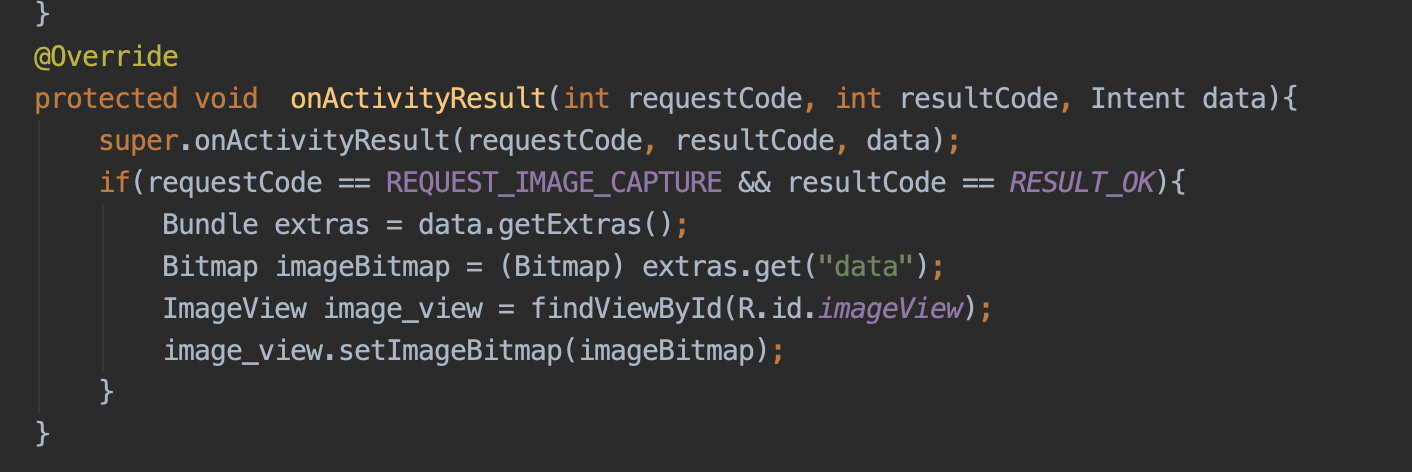 }
@Override
protected void  onActivityResult(int requestCode, int resultCode, Intent data){
    super.onActivityResult(requestCode, resultCode, data);
    if(requestCode == REQUEST_IMAGE_CAPTURE && resultCode == RESULT_OK){
        Bundle extras = data.getExtras();
        Bitmap imageBitmap = (Bitmap) extras.get("data");
        ImageView image_view = findViewById(R.id.imageView);
        image_view.setImageBitmap(imageBitmap);
    }
}